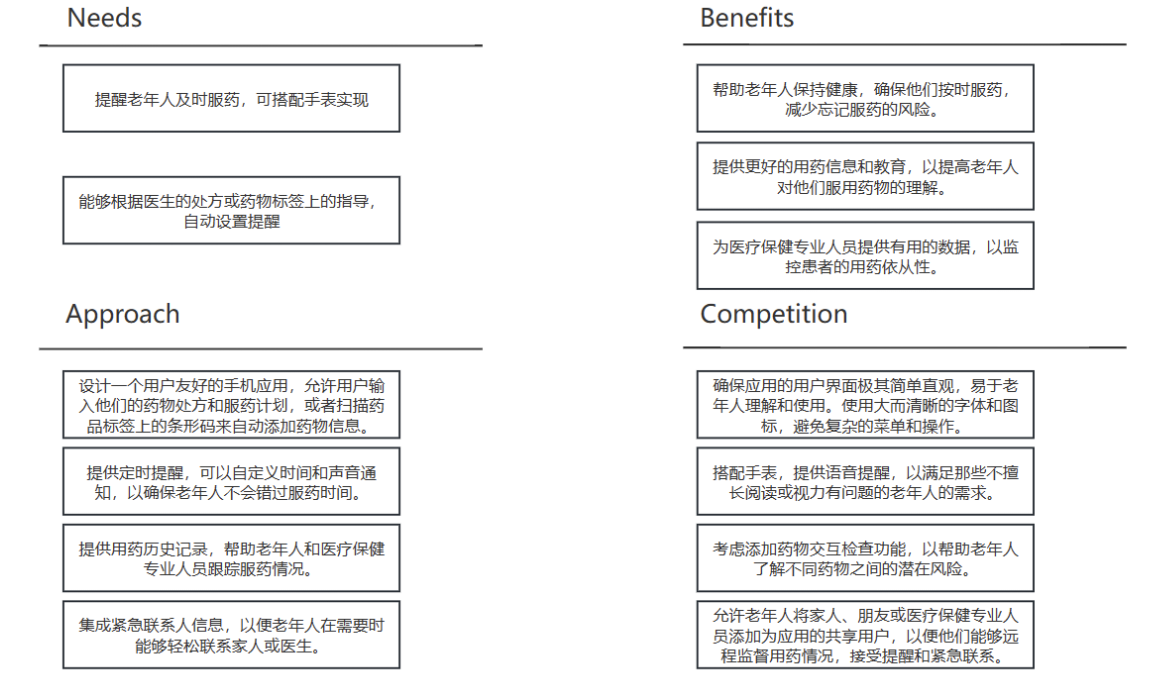 Needs
提醒老年人及时服药，可搭配手表实现
能够根据医生的处方或药物标签上的指导，
自动设置提醒
Benefits
帮助老年人保持健康，确保他们按时服药，
减少忘记服药的风险。
提供更好的用药信息和教育，以提高老年人
对他们服用药物的理解。
为医疗保健专业人员提供有用的数据，以监
控患者的用药依从性。
Approach
设计一个用户友好的手机应用，允许用户输
入他们的药物处方和服药计划，或者扫描药
品标签上的条形码来自动添加药物信息。
提供定时提醒，可以自定义时间和声音通
知，以确保老年人不会错过服药时间。
提供用药历史记录，帮助老年人和医疗保健
专业人员跟踪服药情况。
集成紧急联系人信息，以便老年人在需要时
能够轻松联系家人或医生。
Competition
确保应用的用户界面极其简单直观，易于老
年人理解和使用。使用大而清晰的字体和图
标，避免复杂的菜单和操作。
搭配手表，提供语音提醒，以满足那些不擅
长阅读或视力有问题的老年人的需求。
考虑添加药物交互检查功能，以帮助老年人
了解不同药物之间的潜在风险。
允许老年人将家人、朋友或医疗保健专业人
员添加为应用的共享用户，以便他们能够远
程监督用药情况，接受提醒和紧急联系。